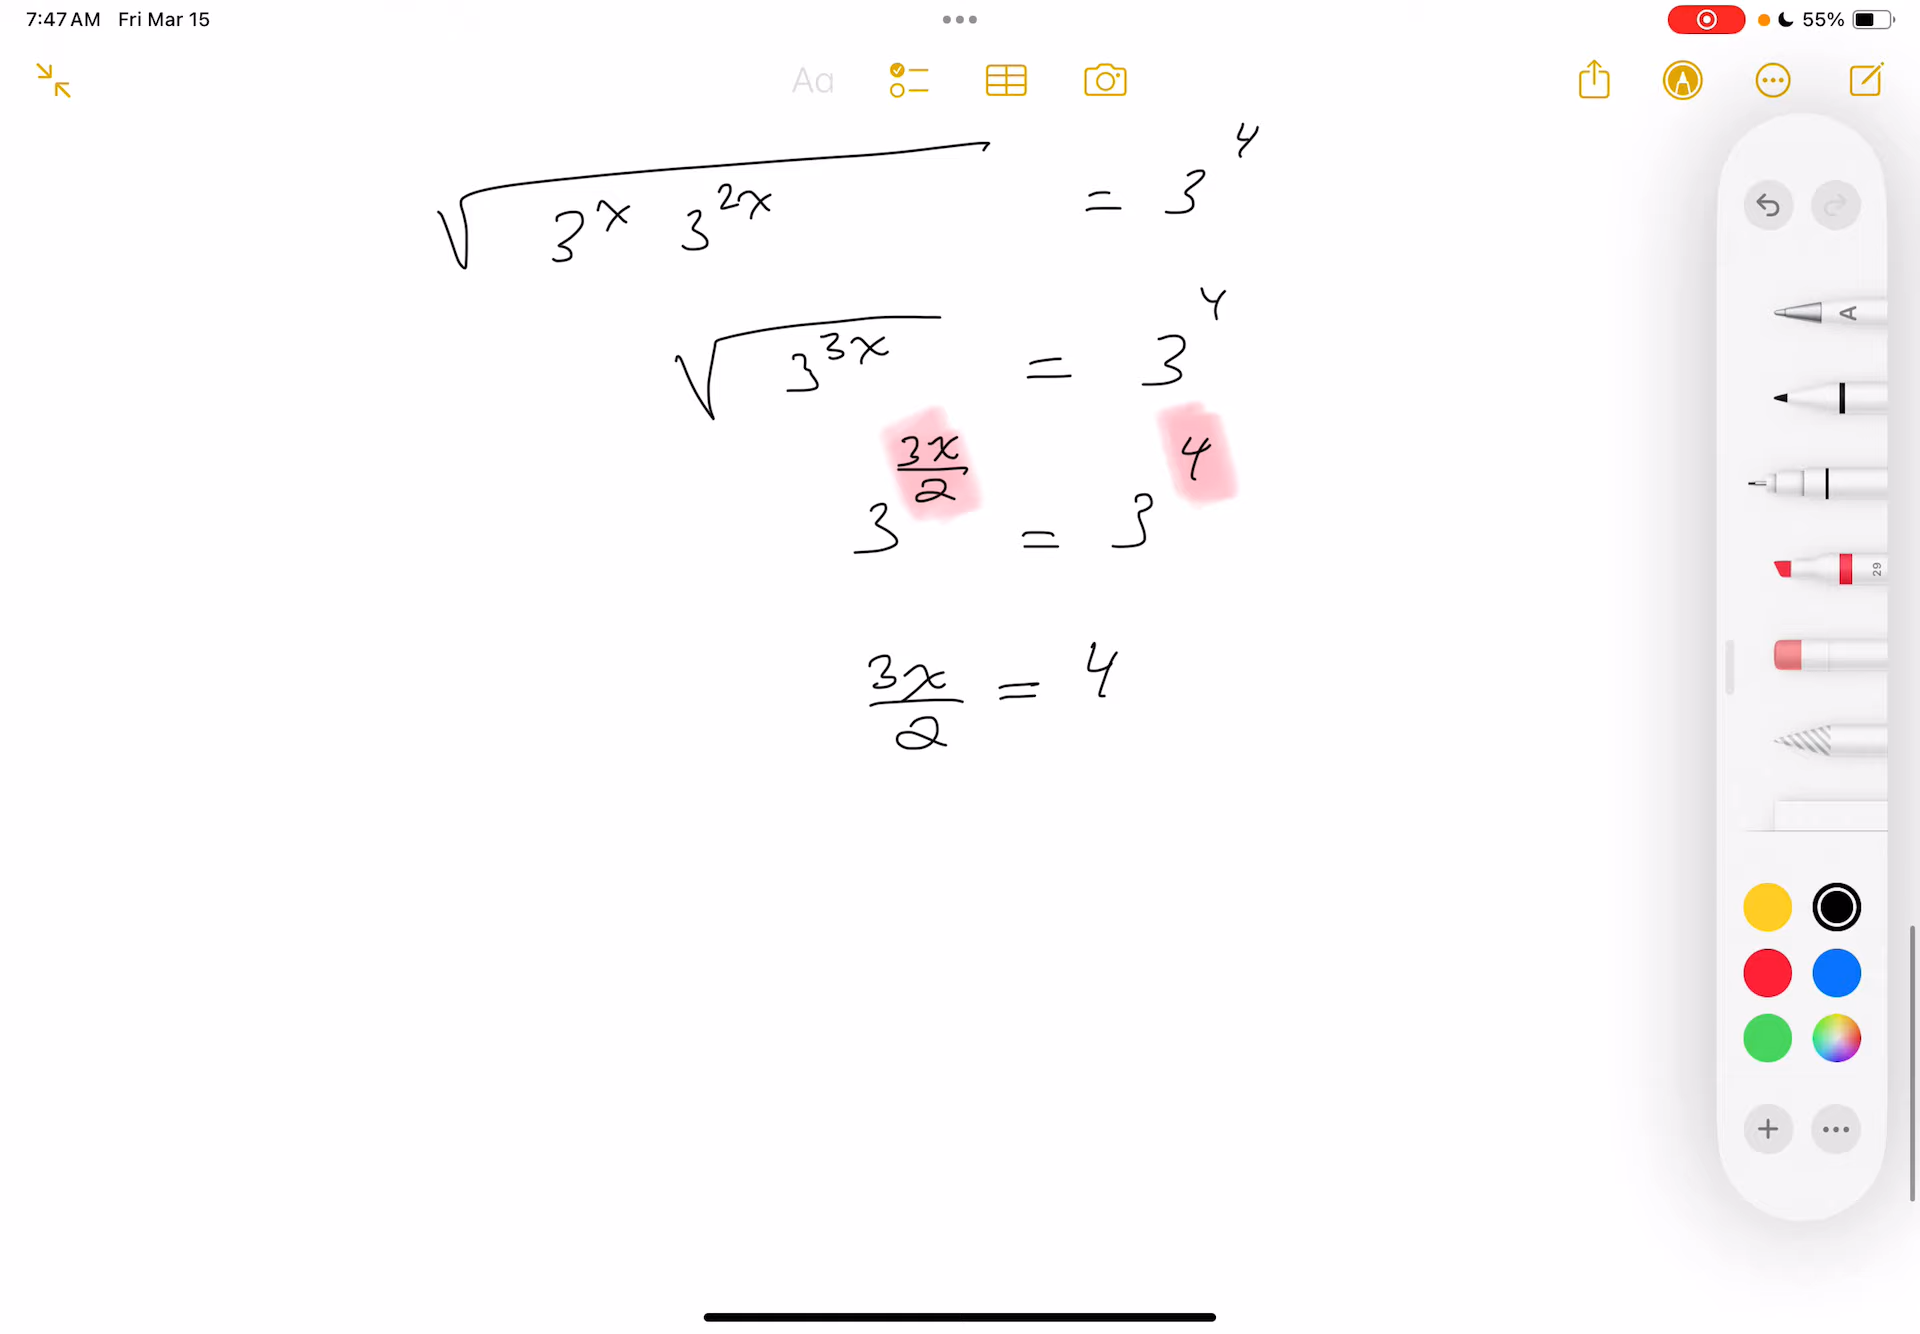 7:47 AM Fri Mar 15 55%
Aa
√(3^x 3^(2x)) = 3^4
√(3^(3x)) = 3^4
3^(3x/2) = 3^4
3x/2 = 4
A
29